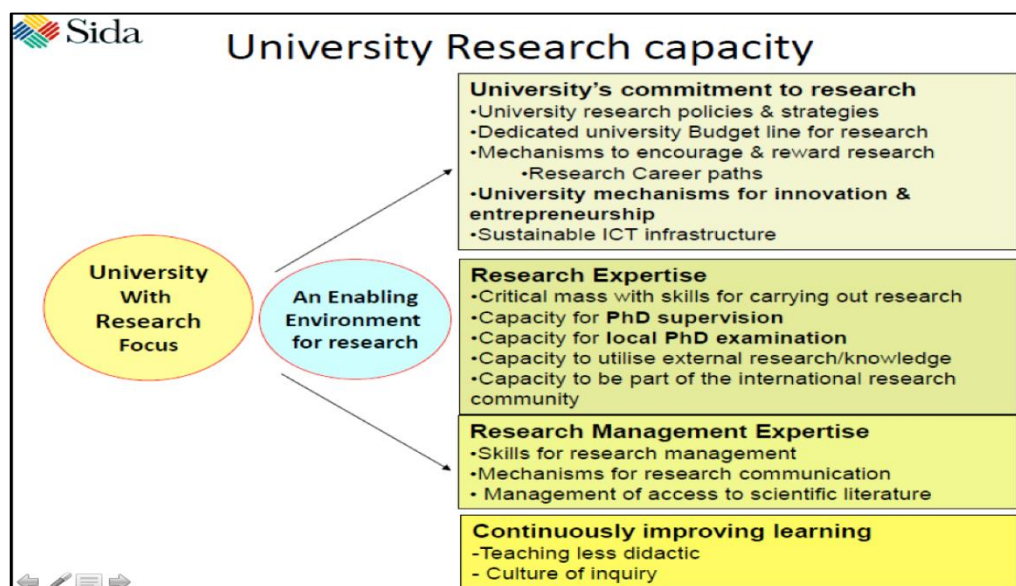 Sida
University Research capacity
University's commitment to research
•University research policies & strategies
•Dedicated university Budget line for research
•Mechanisms to encourage & reward research
•Research Career paths
•University mechanisms for innovation &
entrepreneurship
•Sustainable ICT infrastructure
University
With
Research
Focus
An Enabling
Environment
for research
Research Expertise
•Critical mass with skills for carrying out research
•Capacity for PhD supervision
•Capacity for local PhD examination
•Capacity to utilise external research/knowledge
•Capacity to be part of the international research
community
Research Management Expertise
•Skills for research management
•Mechanisms for research communication
• Management of access to scientific literature
Continuously improving learning
-Teaching less didactic
- Culture of inquiry